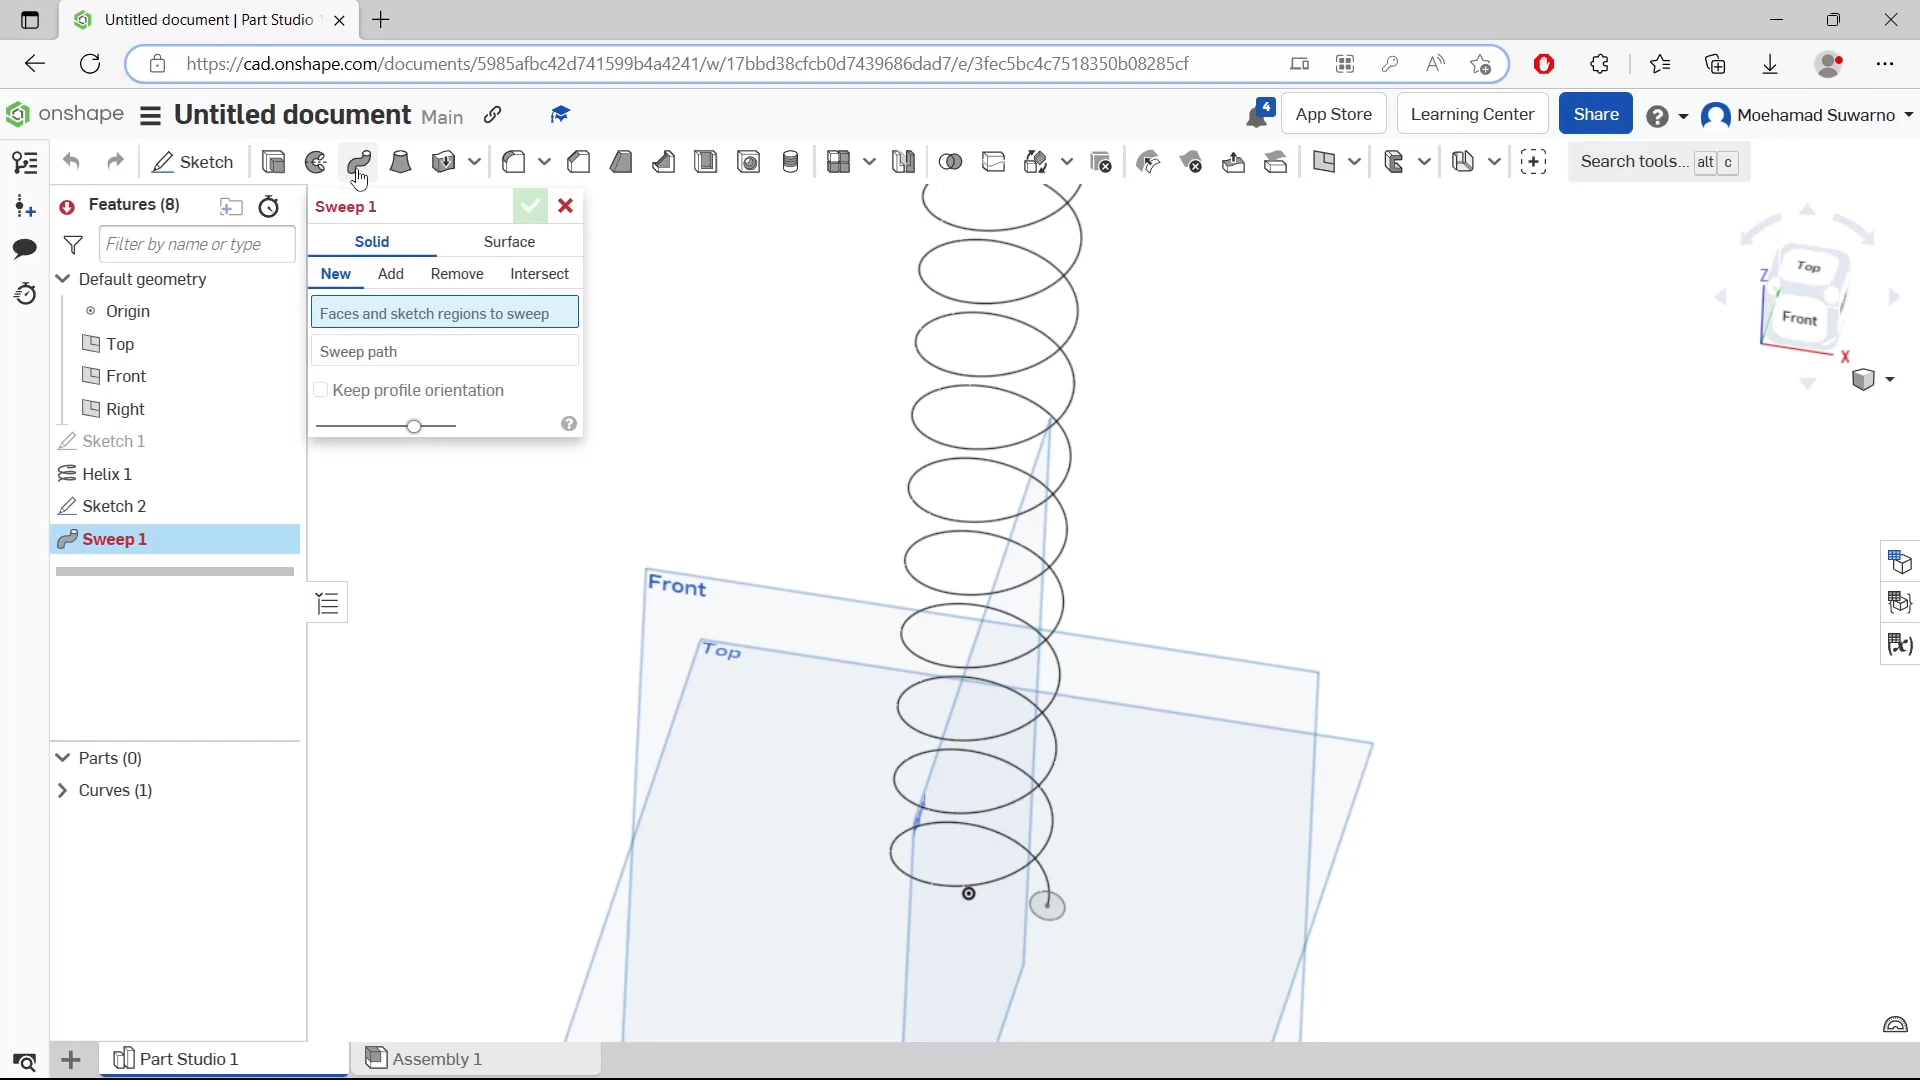 Untitled document | Part Studio 1
https://cad.onshape.com/documents/5985afbc42d741599b4a4241/w/17bbd38cfcb0d7439686dad7/e/3fec5bc4c7518350b08285cf
onshape Untitled document Main 4 App Store Learning Center Share Moehamad Suwarno
Sketch Search tools... alt c
Features (8)
Filter by name or type
Default geometry
Origin
Top
Front
Right
Sketch 1
Helix 1
Sketch 2
Sweep 1
Parts (0)
Curves (1)
Sweep 1
Solid Surface
New Add Remove Intersect
Faces and sketch regions to sweep
Sweep path
Keep profile orientation
Front
Top
Top
Z
Y
Front
X
Part Studio 1 Assembly 1